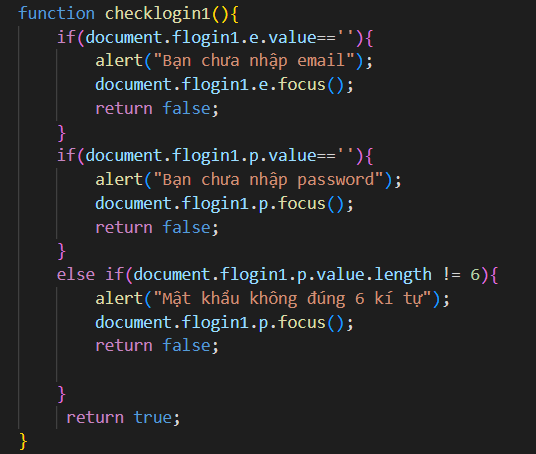 function checklogin1(){
    if(document.flogin1.e.value==''){
        alert("Bạn chưa nhập email");
        document.flogin1.e.focus();
        return false;
    }
    if(document.flogin1.p.value==''){
        alert("Bạn chưa nhập password");
        document.flogin1.p.focus();
        return false;
    }
    else if(document.flogin1.p.value.length != 6){
        alert("Mật khẩu không đúng 6 kí tự");
        document.flogin1.p.focus();
        return false;

    }
     return true;
}